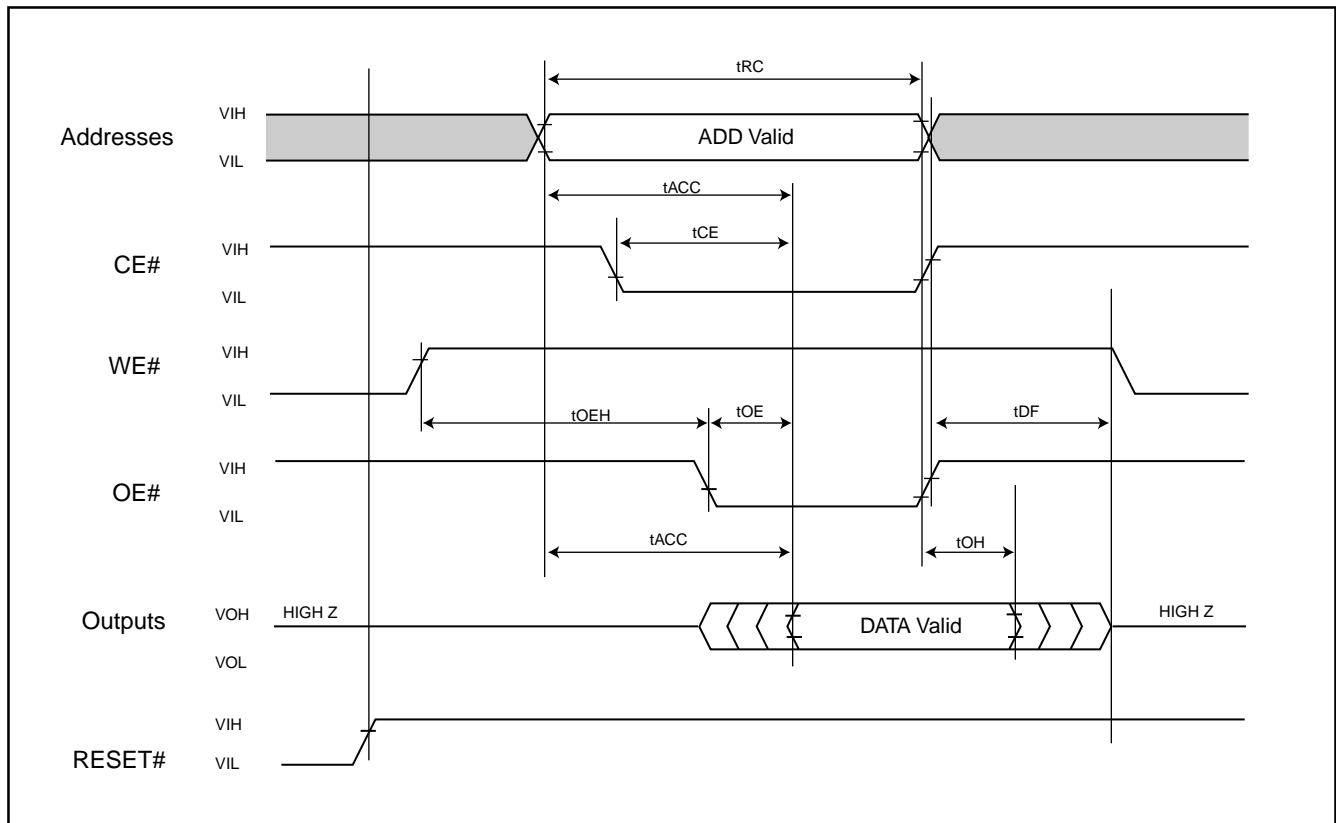 tRC
VIH
Addresses
ADD Valid
VIL
tACC
tCE
VIH
CE#
VIL
VIH
WE#
VIL
tOEH
tOE
tDF
VIH
OE#
VIL
tACC
tOH
VOH
HIGH Z
HIGH Z
Outputs
DATA Valid
VOL
VIH
RESET#
VIL